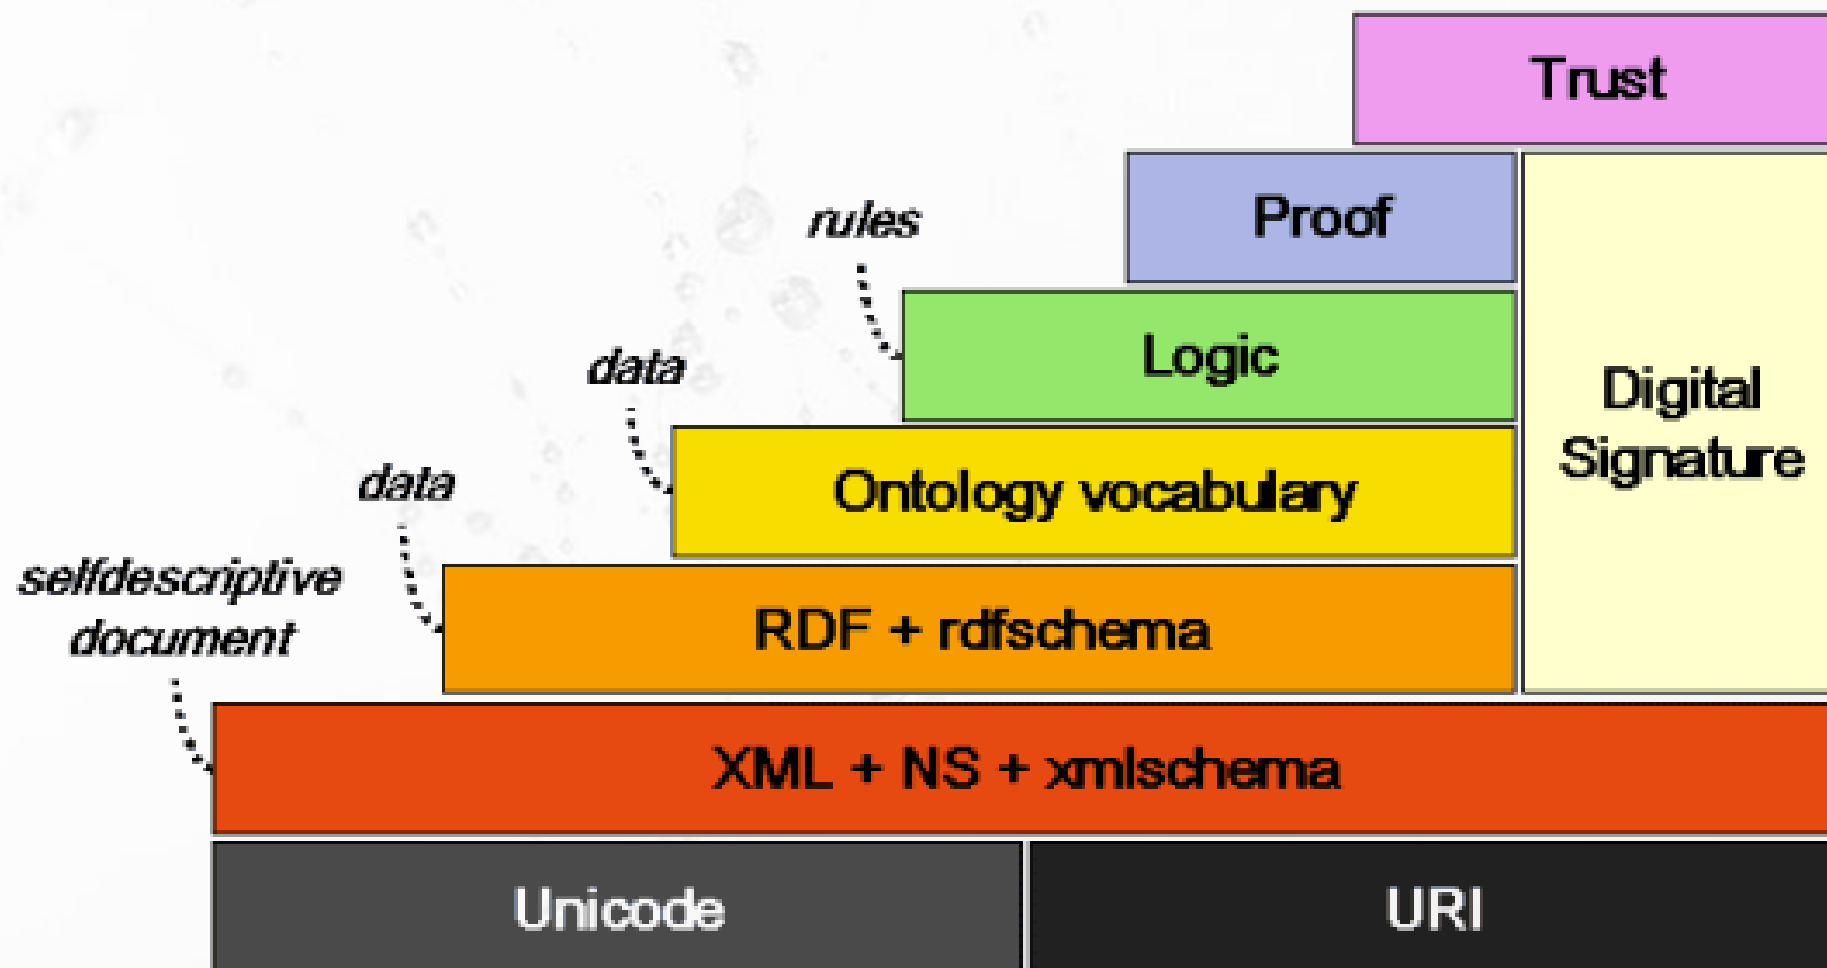 Trust
Proof
rules
Logic
Digital
Signature
data
Ontology vocabulary
data
RDF + rdfschema
selfdescriptive
document
XML + NS + xmlschema
Unicode
URI